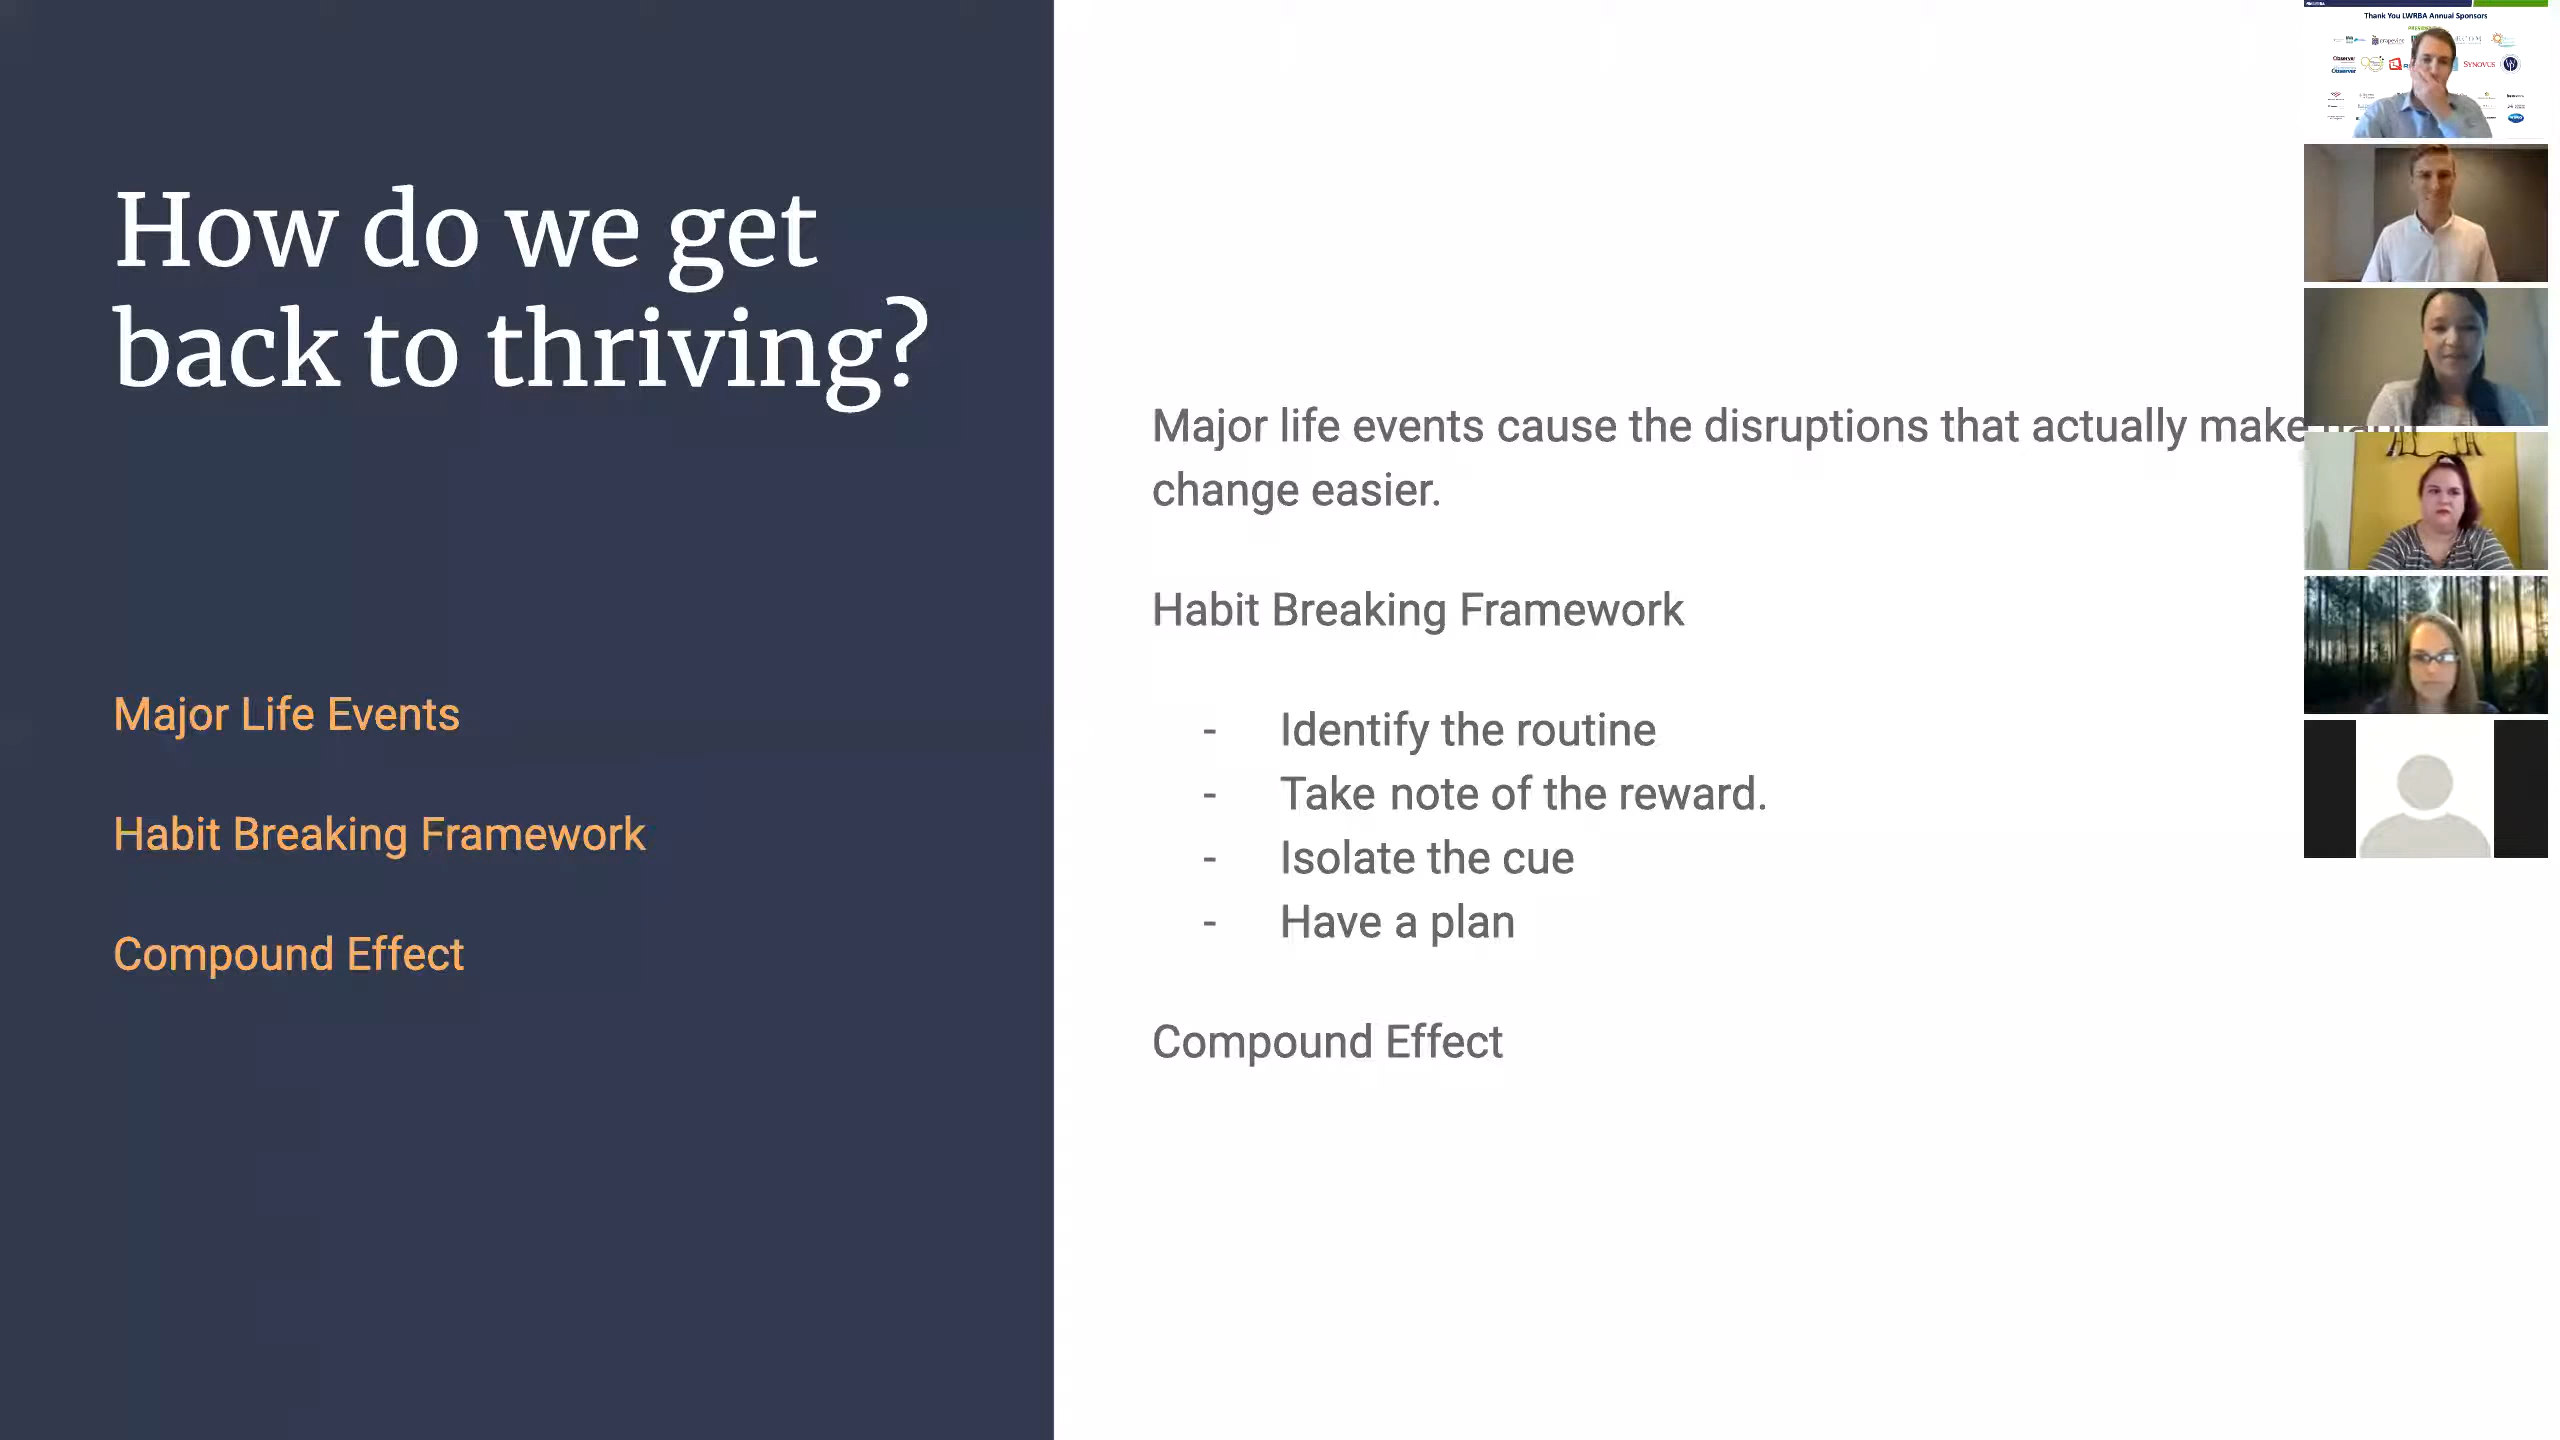 How do we get
back to thriving?
Major Life Events
Habit Breaking Framework
Compound Effect
Major life events cause the disruptions that actually make
change easier.
Habit Breaking Framework
- Identify the routine
- Take note of the reward.
- Isolate the cue
- Have a plan
Compound Effect
Thank You LWRBA Annual Sponsors
Observer
Observer
SYNOVUS